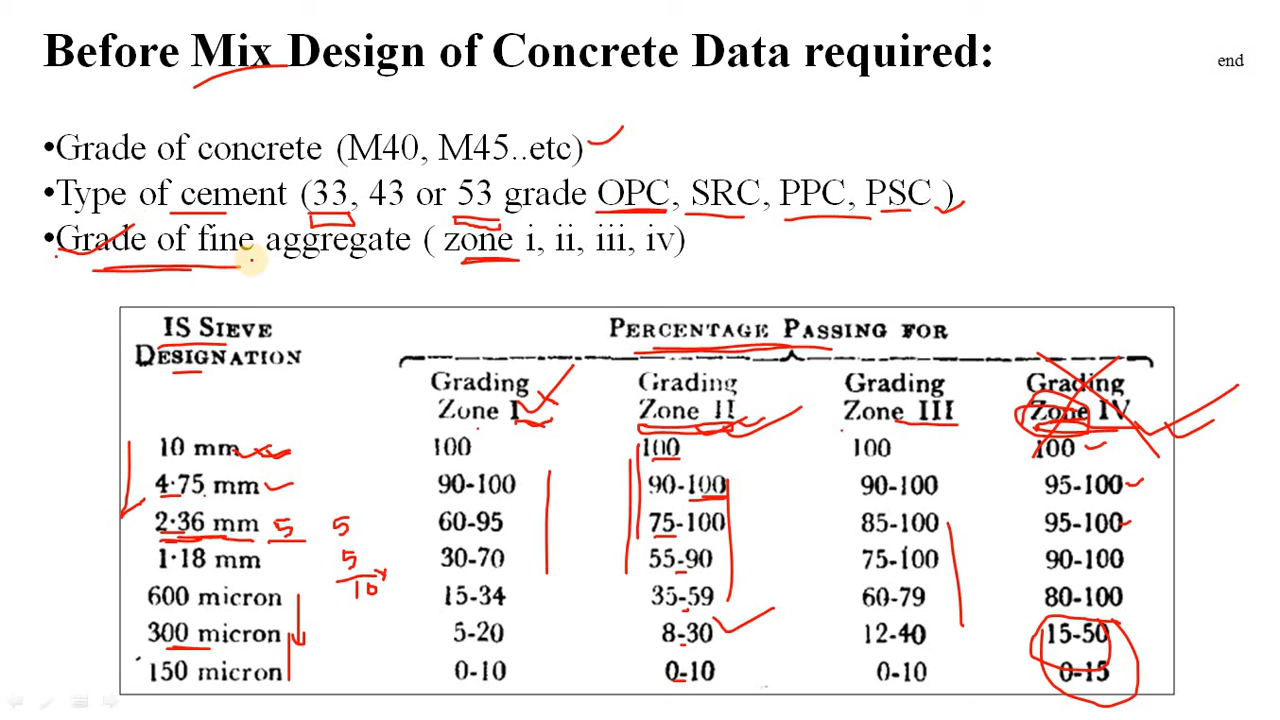 Before Mix Design of Concrete Data required:
end
•Grade of concrete (M40, M45..etc)
•Type of cement (33, 43 or 53 grade OPC, SRC, PPC, PSC )
•Grade of fine aggregate ( zone i, ii, iii, iv)
IS SIEVE DESIGNATION
PERCENTAGE PASSING FOR
Grading Zone I Grading Zone II Grading Zone III Grading Zone IV
10 mm 100 100 100 100
4·75 mm 90-100 90-100 90-100 95-100
2·36 mm 5 5 60-95 75-100 85-100 95-100
1·18 mm 5 30-70 55-90 75-100 90-100
10
600 micron 15-34 35-59 60-79 80-100
300 micron 5-20 8-30 12-40 15-50
150 micron 0-10 0-10 0-10 0-15